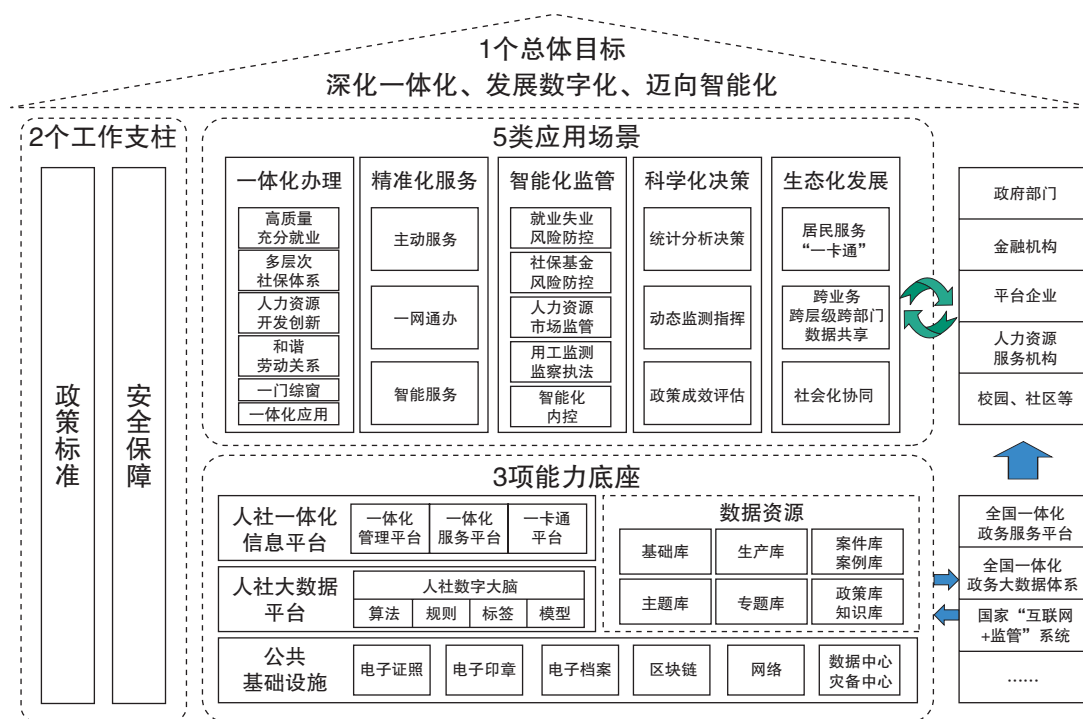 1个总体目标
深化一体化、发展数字化、迈向智能化
2个工作支柱
政策标准
安全保障
5类应用场景
一体化办理
高质量
充分就业
多层次
社保体系
人力资源
开发创新
和谐
劳动关系
一门综窗
一体化应用
精准化服务
主动服务
一网通办
智能服务
智能化监管
就业失业
风险防控
社保基金
风险防控
人力资源
市场监管
用工监测
监察执法
智能化
内控
科学化决策
统计分析决策
动态监测指挥
政策成效评估
生态化发展
居民服务
“一卡通”
跨业务
跨层级跨部门
数据共享
社会化协同
政府部门
金融机构
平台企业
人力资源
服务机构
校园、社区等
3项能力底座
人社一体化
信息平台
一体化
管理平台
一体化
服务平台
一卡通
平台
人社大数据
平台
人社数字大脑
算法
规则
标签
模型
数据资源
基础库
生产库
案件库
案例库
主题库
专题库
政策库
知识库
公共
基础设施
电子证照
电子印章
电子档案
区块链
网络
数据中心
灾备中心
全国一体化
政务服务平台
全国一体化
政务大数据体系
国家“互联网
+监管”系统
……